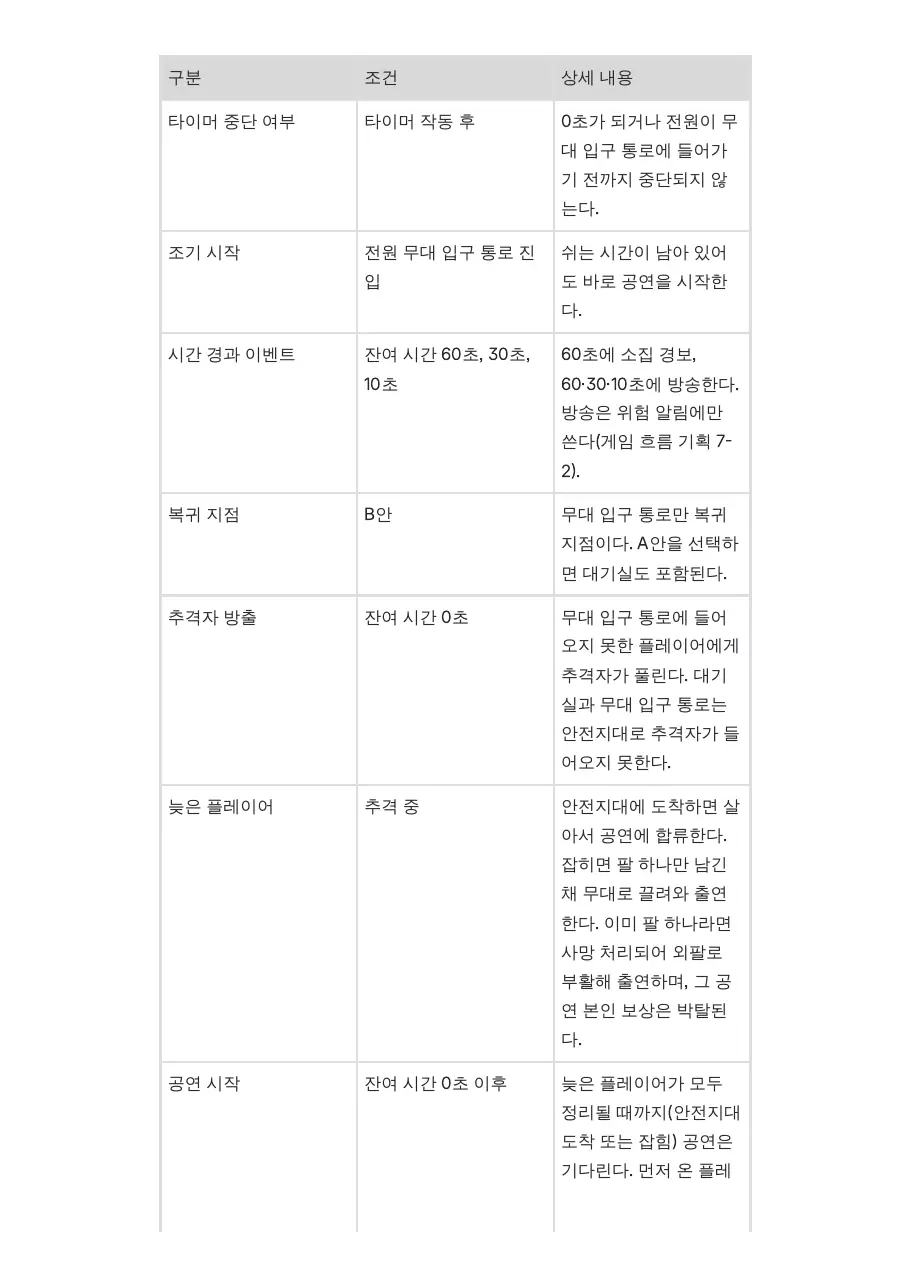 구분 조건 상세 내용
타이머 중단 여부 타이머 작동 후 0초가 되거나 전원이 무
대 입구 통로에 들어가
기 전까지 중단되지 않
는다.
조기 시작 전원 무대 입구 통로 진 쉬는 시간이 남아 있어
입 도 바로 공연을 시작한
다.
시간 경과 이벤트 잔여 시간 60초, 30초, 60초에 소집 경보,
10초 60·30·10초에 방송한다.
방송은 위험 알림에만
쓴다(게임 흐름 기획 7-
2).
복귀 지점 B안 무대 입구 통로만 복귀
지점이다. A안을 선택하
면 대기실도 포함된다.
추격자 방출 잔여 시간 0초 무대 입구 통로에 들어
오지 못한 플레이어에게
추격자가 풀린다. 대기
실과 무대 입구 통로는
안전지대로 추격자가 들
어오지 못한다.
늦은 플레이어 추격 중 안전지대에 도착하면 살
아서 공연에 합류한다.
잡히면 팔 하나만 남긴
채 무대로 끌려와 출연
한다. 이미 팔 하나라면
사망 처리되어 외팔로
부활해 출연하며, 그 공
연 본인 보상은 박탈된
다.
공연 시작 잔여 시간 0초 이후 늦은 플레이어가 모두
정리될 때까지(안전지대
도착 또는 잡힘) 공연은
기다린다. 먼저 온 플레